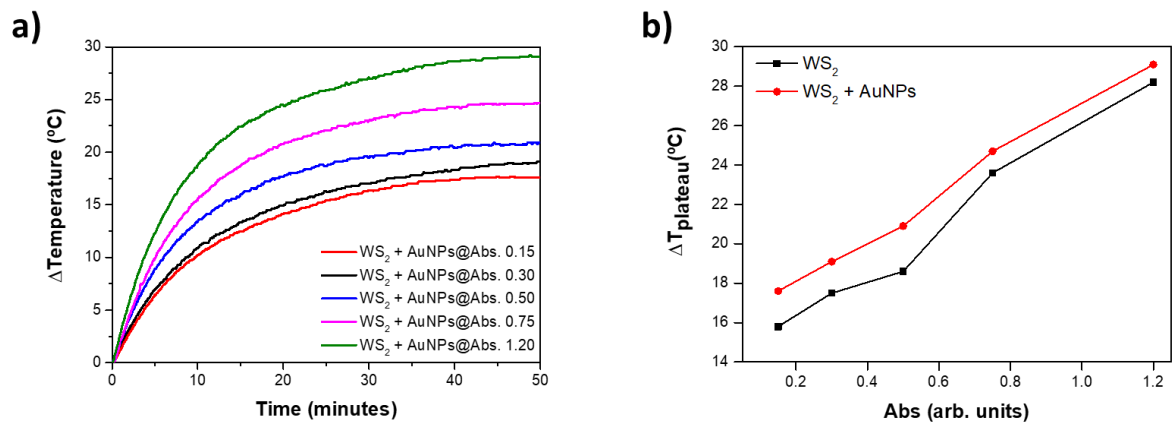 a)
ΔTemperature (ºC)
30
25
20
15
10
5
0
WS₂ + AuNPs@Abs. 0.15
WS₂ + AuNPs@Abs. 0.30
WS₂ + AuNPs@Abs. 0.50
WS₂ + AuNPs@Abs. 0.75
WS₂ + AuNPs@Abs. 1.20
0 10 20 30 40 50
Time (minutes)
b)
ΔT plateau (ºC)
30
28
26
24
22
20
18
16
14
WS₂
WS₂ + AuNPs
0.2 0.4 0.6 0.8 1.0 1.2
Abs (arb. units)